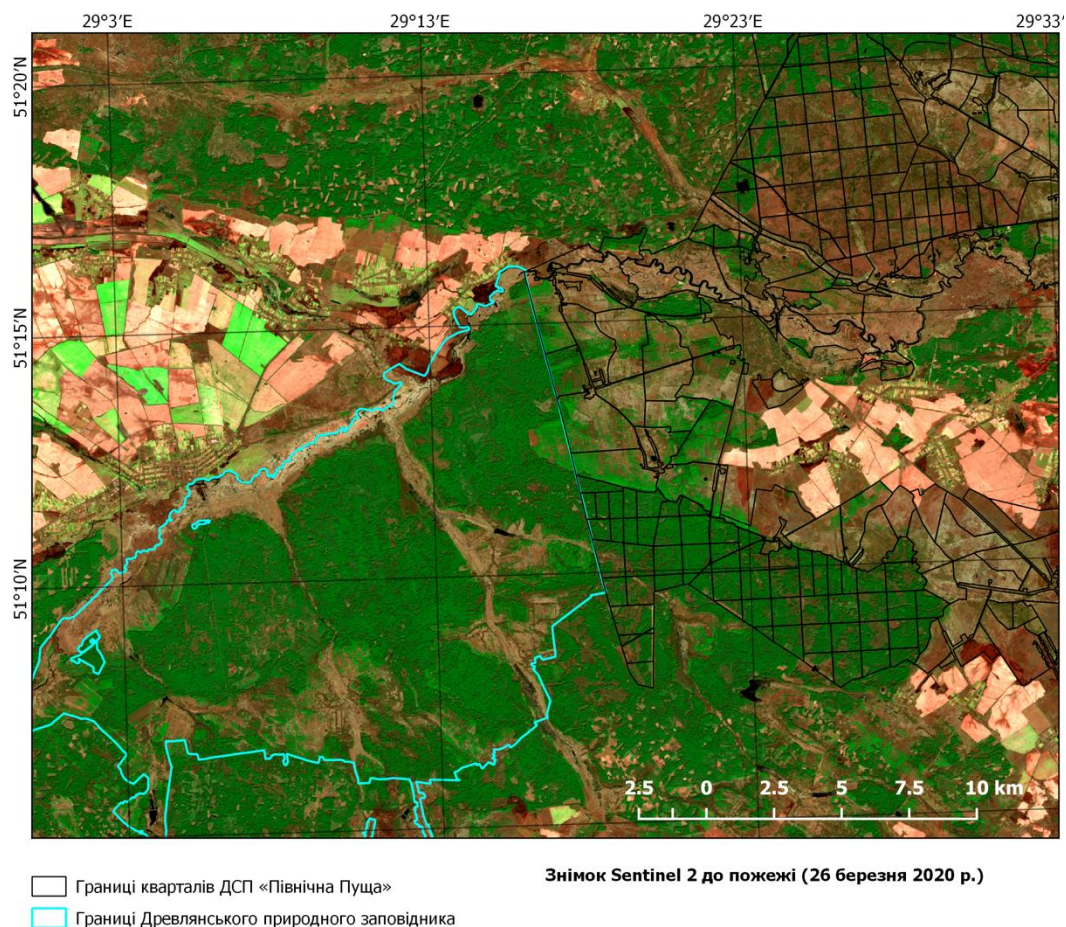 29°3′E 29°13′E 29°23′E 29°33′
51°20′N
51°15′N
51°10′N
2.5 0 2.5 5 7.5 10 km
Знімок Sentinel 2 до пожежі (26 березня 2020 р.)
Границі кварталів ДСП «Північна Пуща»
Границі Древлянського природного заповідника